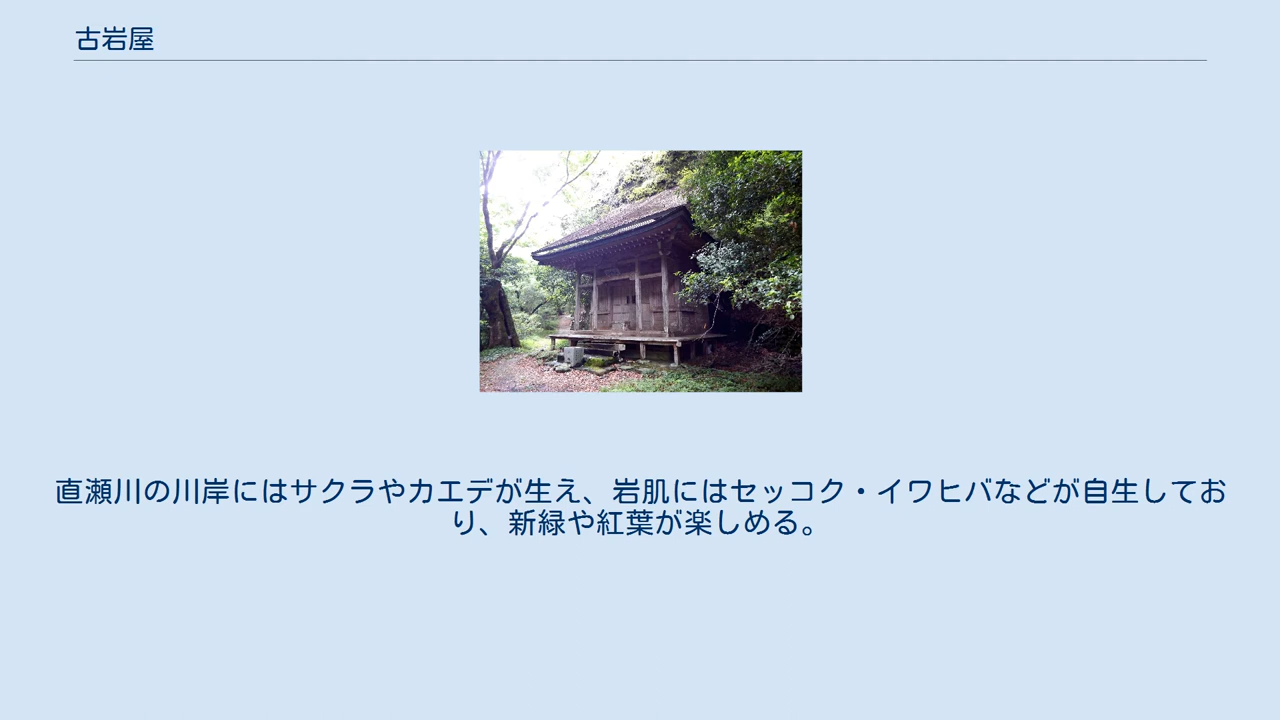 古岩屋
直瀬川の川岸にはサクラやカエデが生え、岩肌にはセッコク・イワヒバなどが自生してお
り、新緑や紅葉が楽しめる。